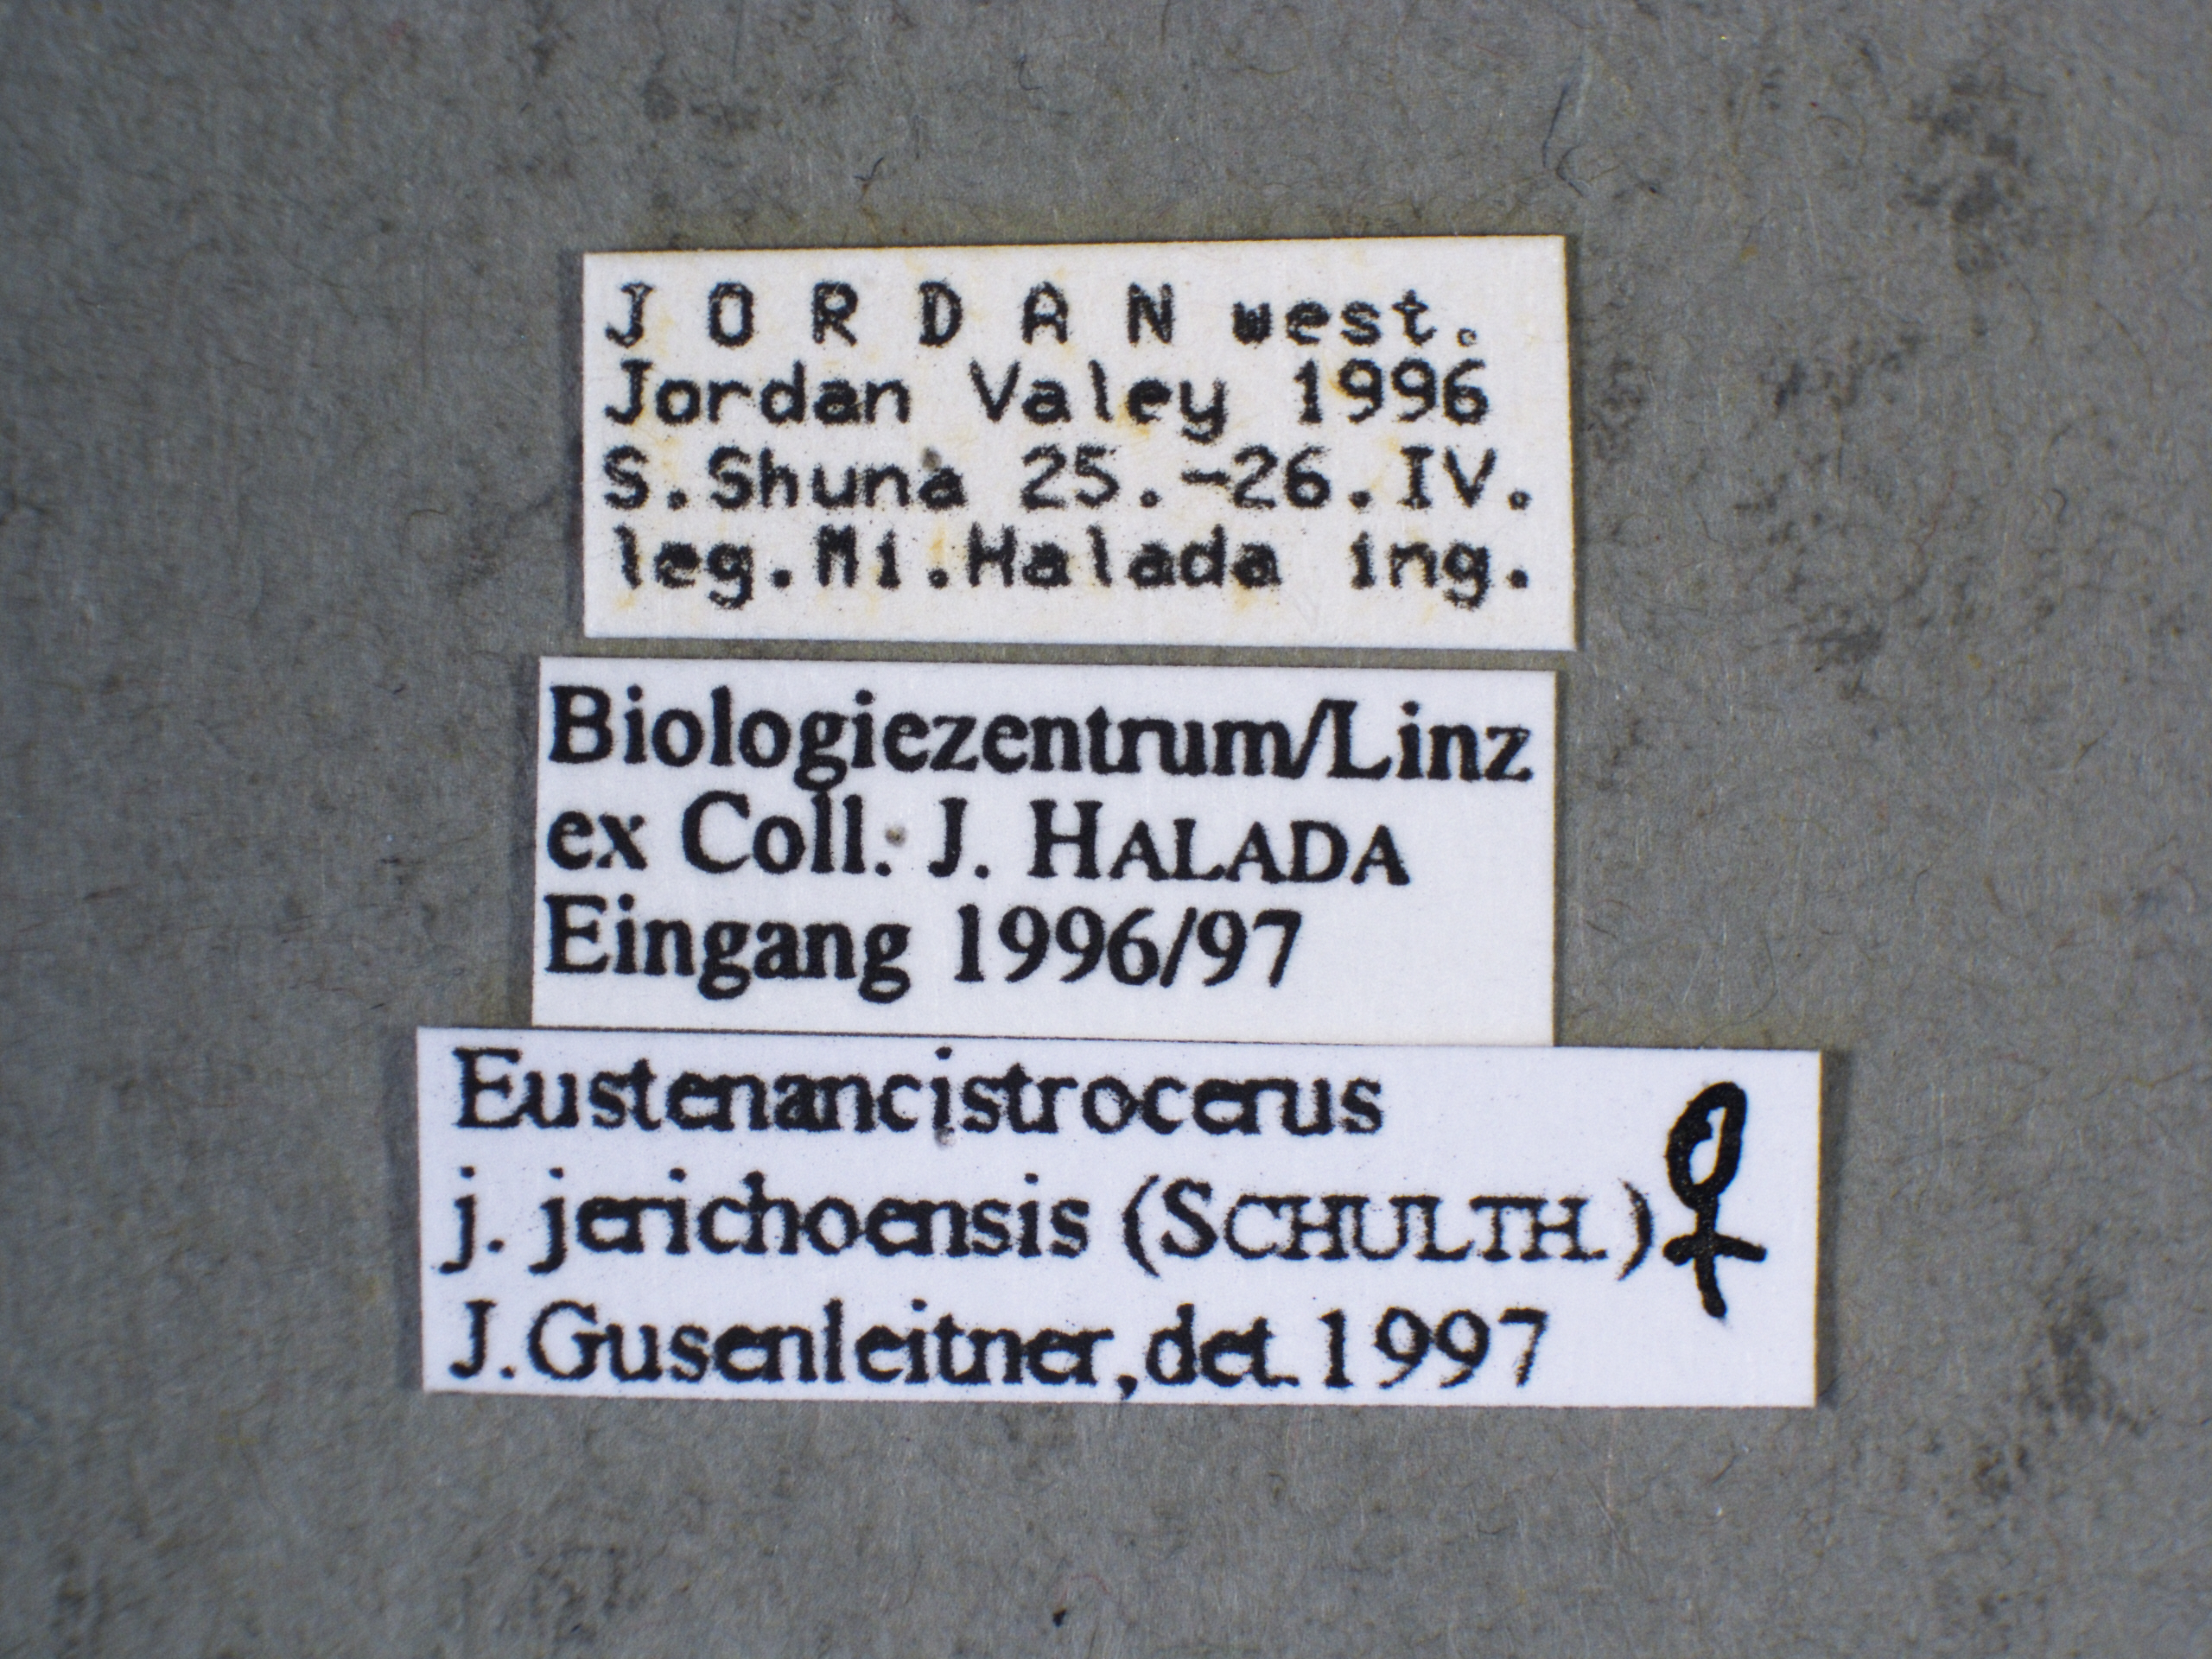 J O R D A N west.
Jordan Valey 1996
S.Shuna 25.-26.IV.
leg.Mi.Halada ing.
Biologiezentrum/Linz
ex Coll. J. HALADA
Eingang 1996/97
Eustenancistrocerus
j. jerichoensis (SCHULTH.) ♀
J.Gusenleitner,det.1997